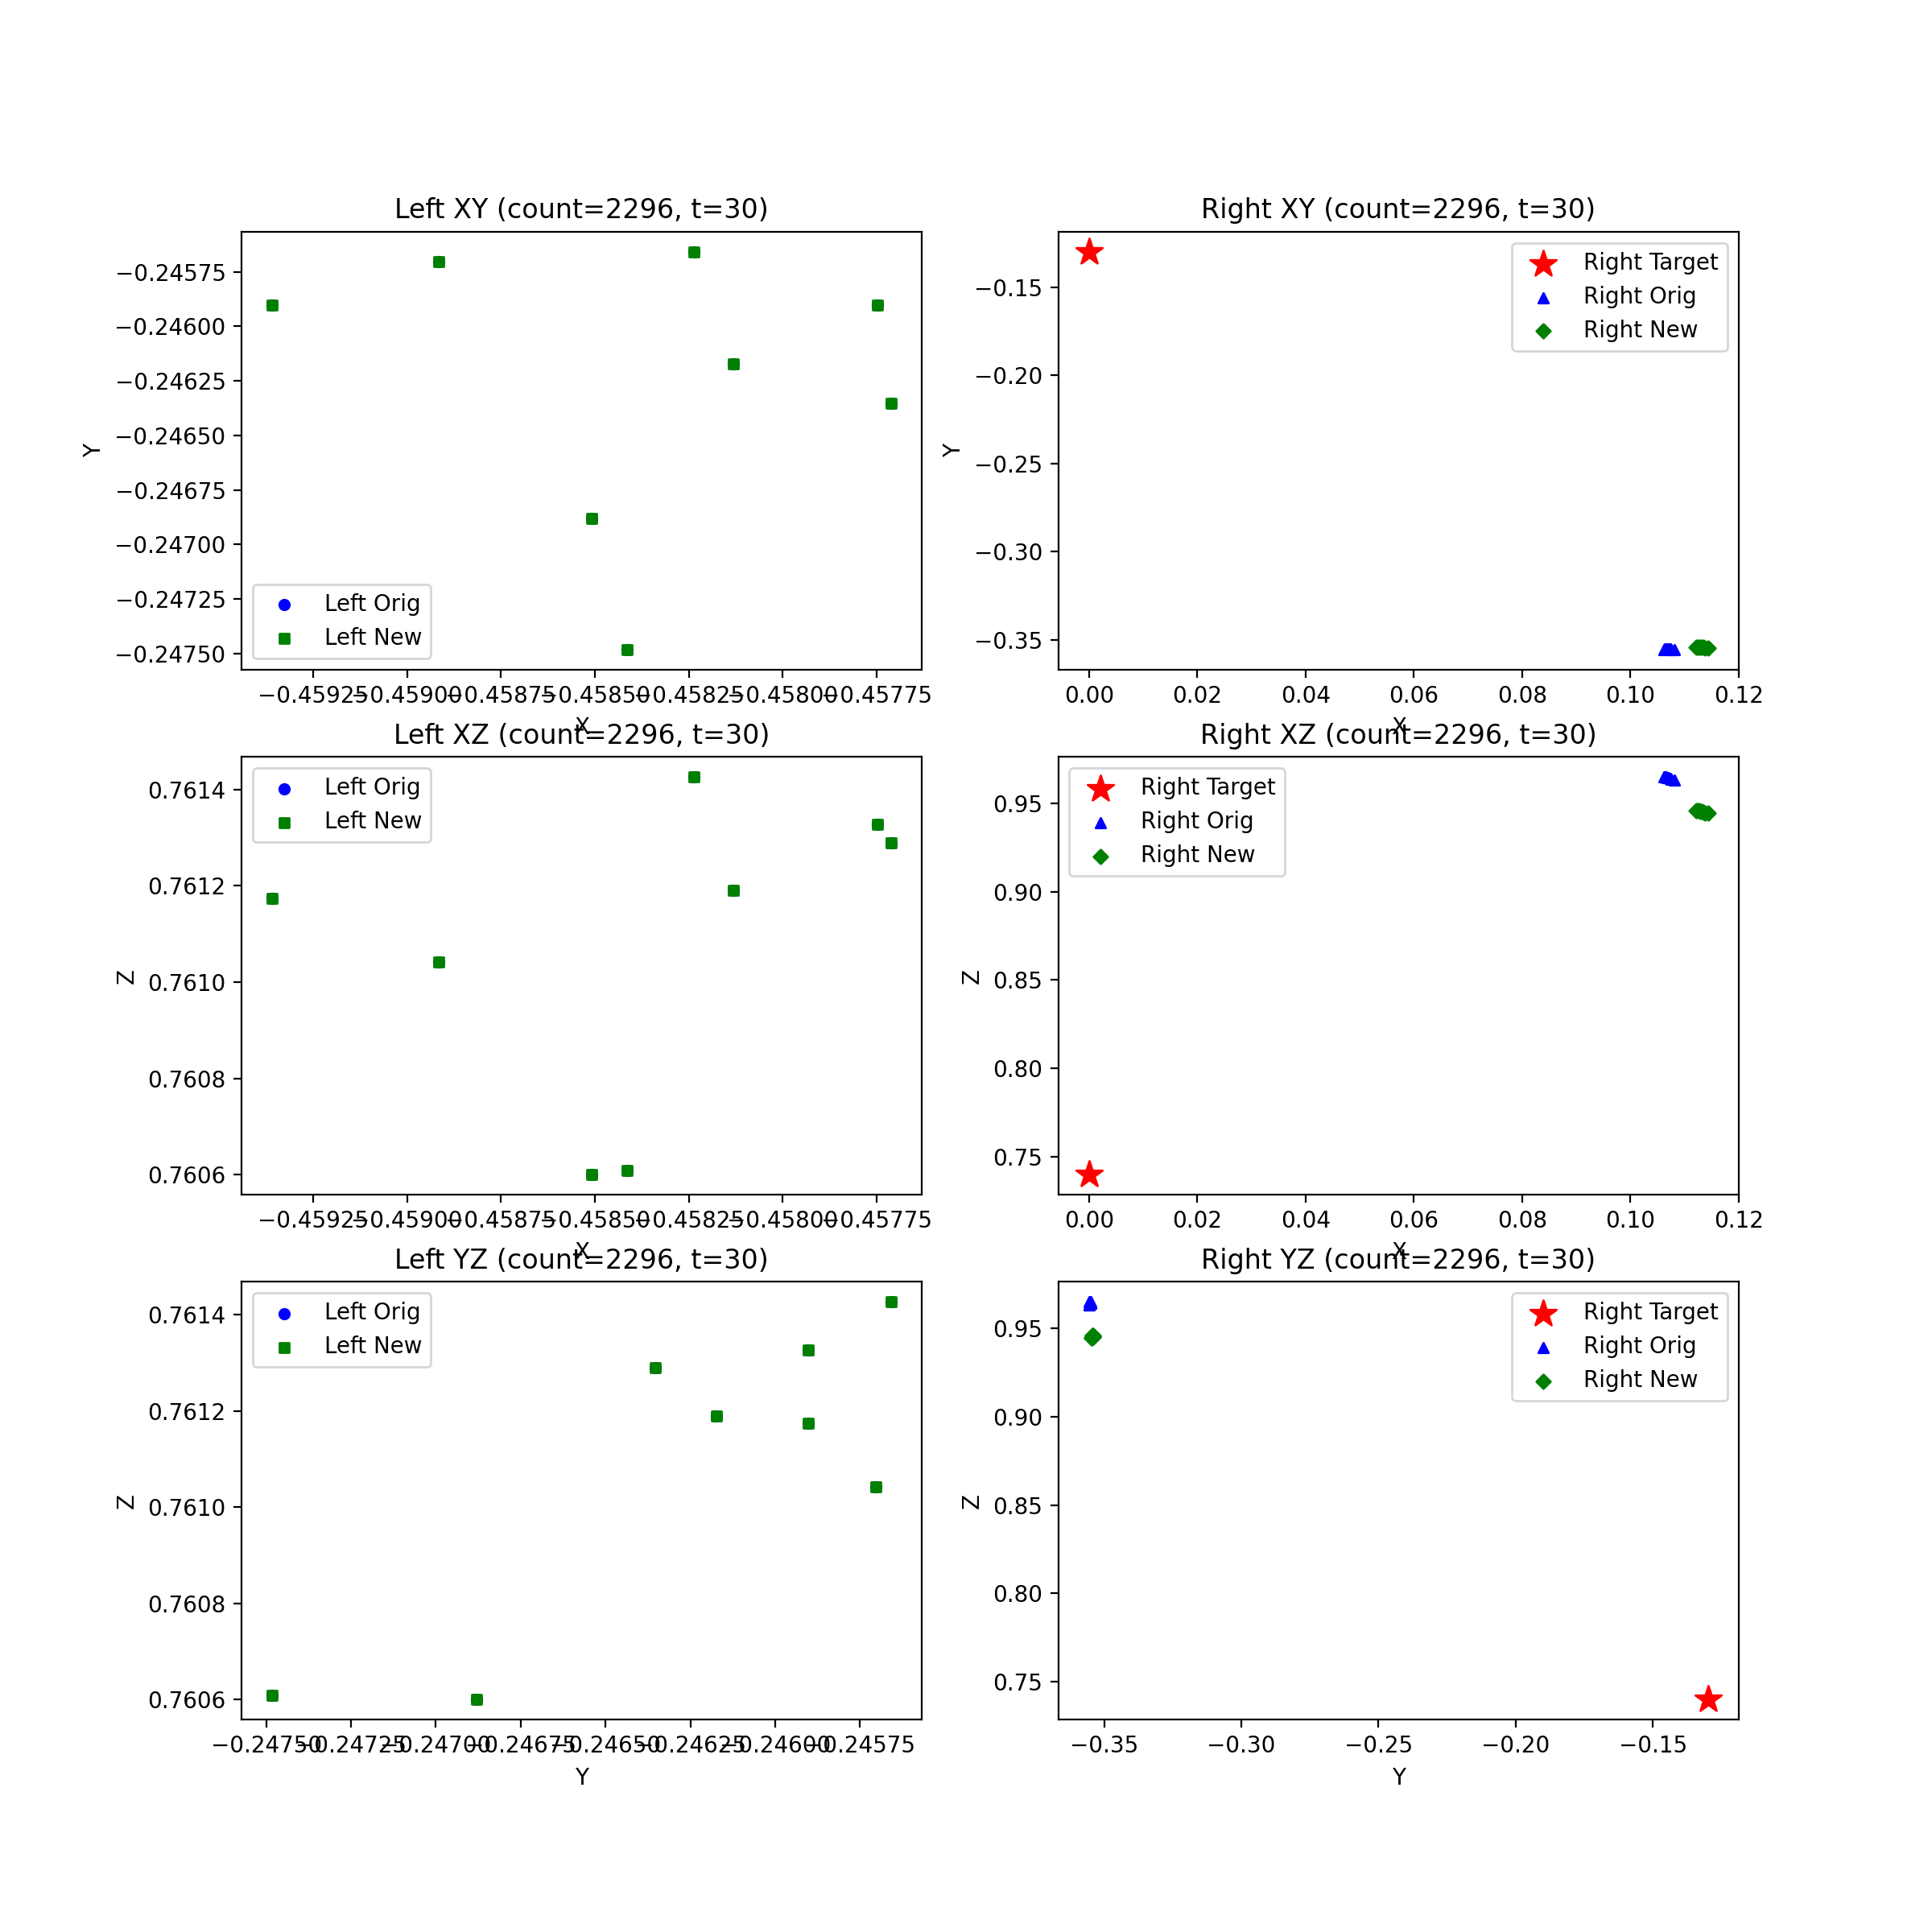 Left XY (count=2296, t=30)
Y
−0.24575
−0.24600
−0.24625
−0.24650
−0.24675
−0.24700
−0.24725
−0.24750
Left Orig
Left New
−0.45925 −0.45900 −0.45875 −0.45850 −0.45825 −0.45800 −0.45775
X
Right XY (count=2296, t=30)
Y
−0.15
−0.20
−0.25
−0.30
−0.35
Right Target
Right Orig
Right New
0.00 0.02 0.04 0.06 0.08 0.10 0.12
X
Left XZ (count=2296, t=30)
Z
0.7614
0.7612
0.7610
0.7608
0.7606
Left Orig
Left New
−0.45925 −0.45900 −0.45875 −0.45850 −0.45825 −0.45800 −0.45775
X
Right XZ (count=2296, t=30)
Z
0.95
0.90
0.85
0.80
0.75
Right Target
Right Orig
Right New
0.00 0.02 0.04 0.06 0.08 0.10 0.12
X
Left YZ (count=2296, t=30)
Z
0.7614
0.7612
0.7610
0.7608
0.7606
Left Orig
Left New
−0.24750 −0.24725 −0.24700 −0.24675 −0.24650 −0.24625 −0.24600 −0.24575
Y
Right YZ (count=2296, t=30)
Z
0.95
0.90
0.85
0.80
0.75
Right Target
Right Orig
Right New
−0.35 −0.30 −0.25 −0.20 −0.15
Y